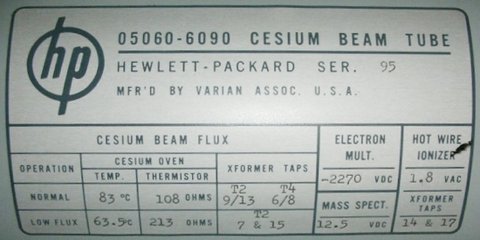 hp
05060-6090 CESIUM BEAM TUBE
HEWLETT-PACKARD SER. 95
MFR'D BY VARIAN ASSOC. U.S.A.
CESIUM BEAM FLUX
ELECTRON MULT.
HOT WIRE IONIZER
OPERATION
CESIUM OVEN
XFORMER TAPS
TEMP. THERMISTOR
-2270 VDC
1.8 VAC
NORMAL 83 °C 108 OHMS T2 9/13 T4 6/8
MASS SPECT.
XFORMER TAPS
LOW FLUX 63.5°C 213 OHMS T2 7 & 15
12.5 VDC
14 & 17